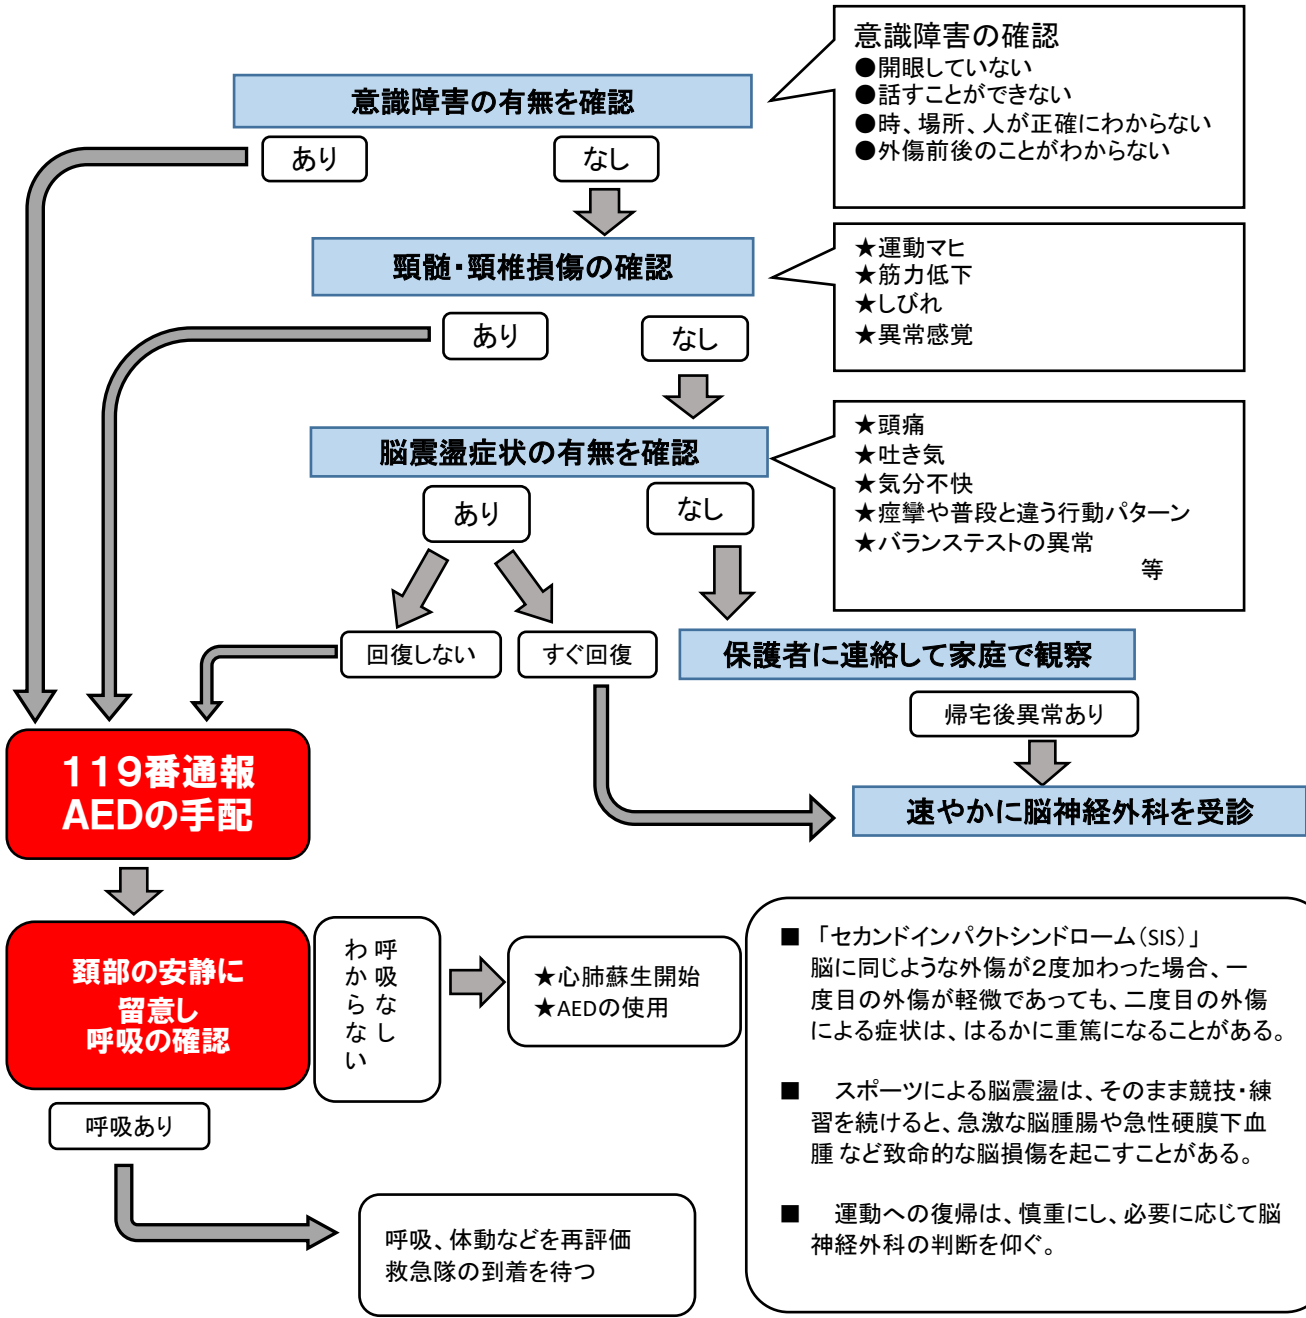 意識障害の有無を確認
意識障害の確認
●開眼していない
●話すことができない
●時、場所、人が正確にわからない
●外傷前後のことがわからない
あり
なし
頸髄・頸椎損傷の確認
★運動マヒ
★筋力低下
★しびれ
★異常感覚
あり
なし
脳震盪症状の有無を確認
★頭痛
★吐き気
★気分不快
★痙攣や普段と違う行動パターン
★バランステストの異常
等
あり
なし
回復しない
すぐ回復
保護者に連絡して家庭で観察
帰宅後異常あり
速やかに脳神経外科を受診
119番通報
AEDの手配
頚部の安静に
留意し
呼吸の確認
呼吸なし
わからない
★心肺蘇生開始
★AEDの使用
呼吸あり
呼吸、体動などを再評価
救急隊の到着を待つ
■ 「セカンドインパクトシンドローム(SIS)」
脳に同じような外傷が2度加わった場合、一
度目の外傷が軽微であっても、二度目の外傷
による症状は、はるかに重篤になることがある。
■ スポーツによる脳震盪は、そのまま競技・練
習を続けると、急激な脳腫腸や急性硬膜下血
腫 など致命的な脳損傷を起こすことがある。
■ 運動への復帰は、慎重にし、必要に応じて脳
神経外科の判断を仰ぐ。